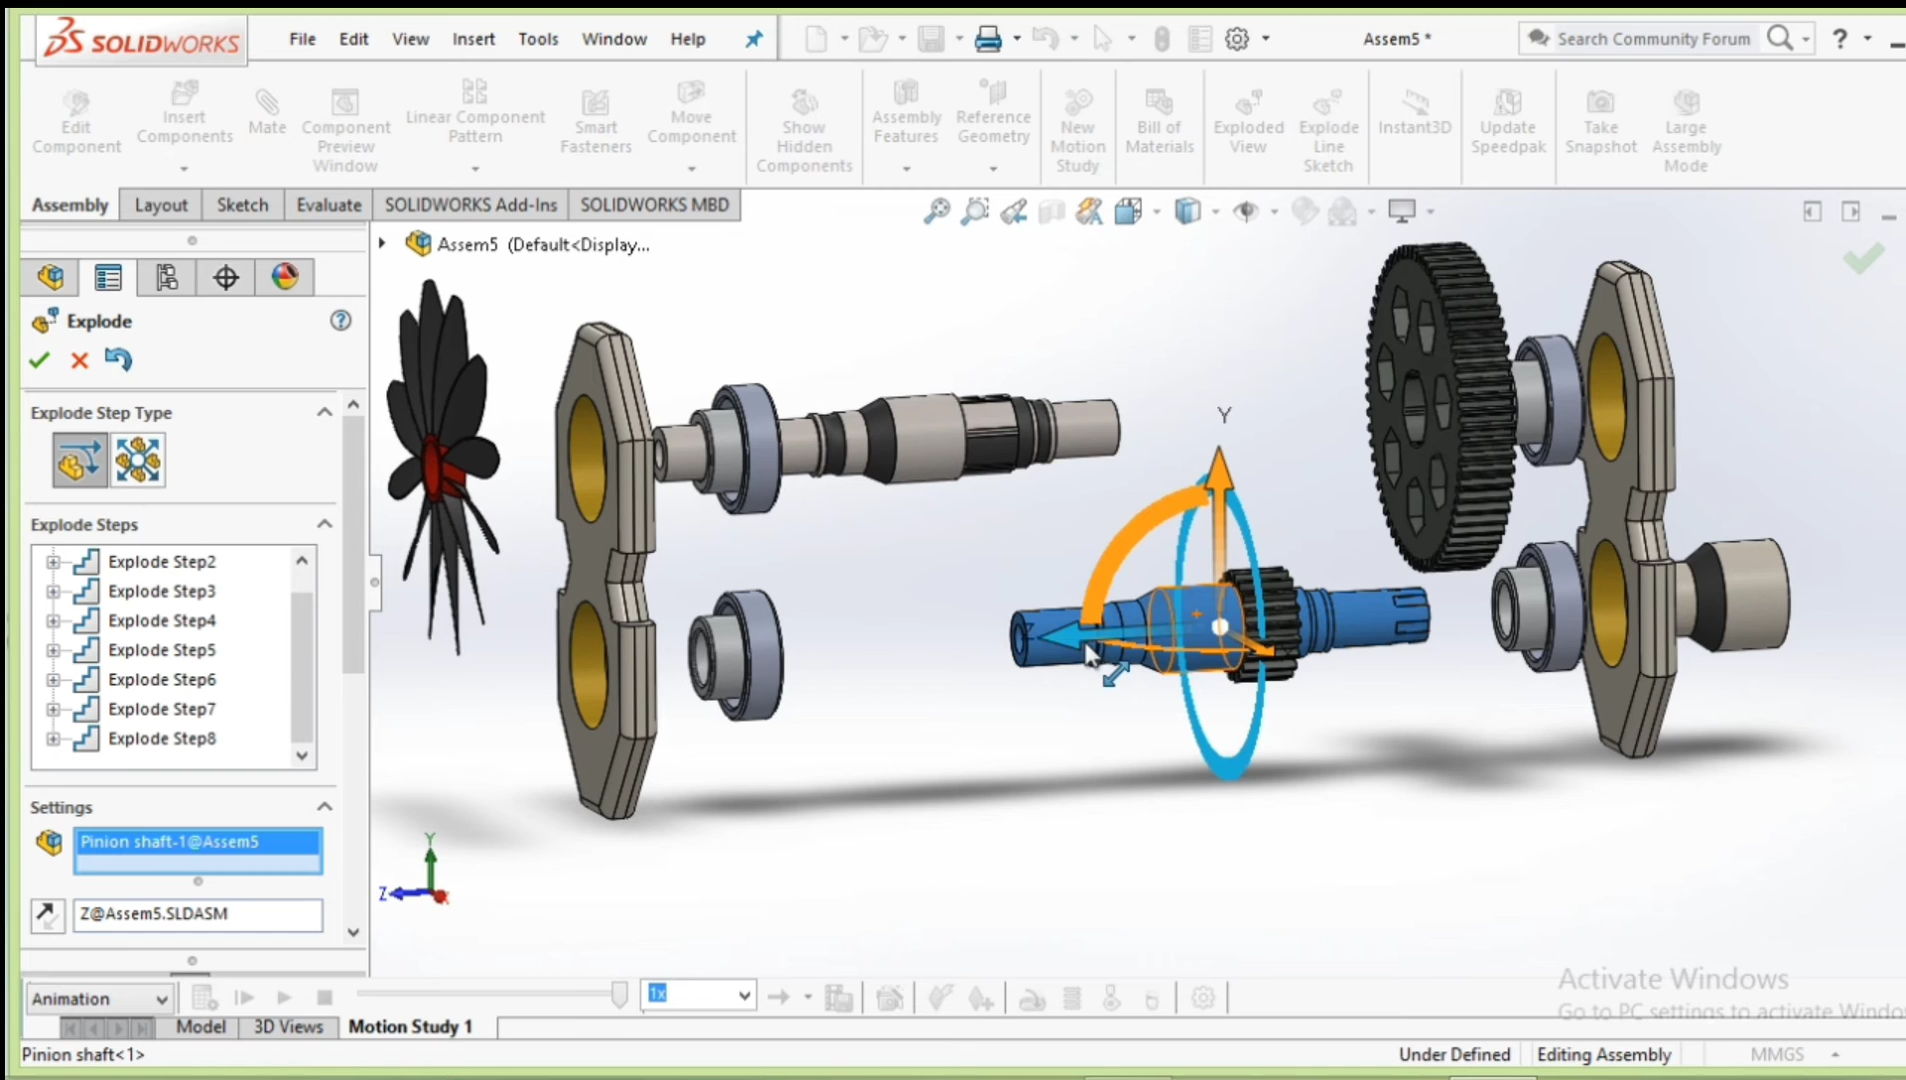 SOLIDWORKS File Edit View Insert Tools Window Help Assem5 * Search Community Forum ?
Edit Component
Insert Components
Mate
Component Preview Window
Linear Component Pattern
Smart Fasteners
Move Component
Show Hidden Components
Assembly Features
Reference Geometry
New Motion Study
Bill of Materials
Exploded View
Explode Line Sketch
Instant3D
Update Speedpak
Take Snapshot
Large Assembly Mode
Assembly Layout Sketch Evaluate SOLIDWORKS Add-Ins SOLIDWORKS MBD
Assem5 (Default<Display...
Explode
Explode Step Type
Explode Steps
Explode Step2
Explode Step3
Explode Step4
Explode Step5
Explode Step6
Explode Step7
Explode Step8
Settings
Pinion shaft-1@Assem5
Z@Assem5.SLDASM
Y
Y
Z
Activate Windows
Go to PC settings to activate Windo
Animation 1x
Model 3D Views Motion Study 1
Pinion shaft<1> Under Defined Editing Assembly MMGS